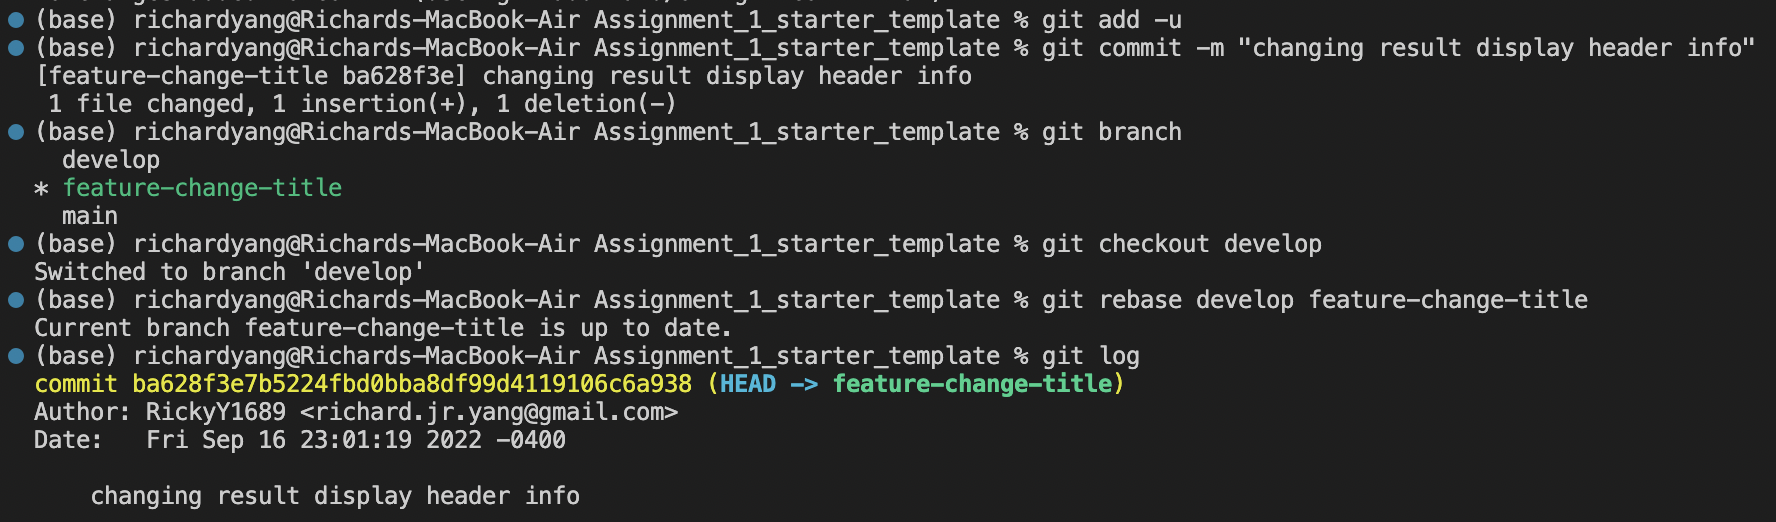 (base) richardyang@Richards-MacBook-Air Assignment_1_starter_template % git add -u
(base) richardyang@Richards-MacBook-Air Assignment_1_starter_template % git commit -m "changing result display header info"
[feature-change-title ba628f3e] changing result display header info
 1 file changed, 1 insertion(+), 1 deletion(-)
(base) richardyang@Richards-MacBook-Air Assignment_1_starter_template % git branch
  develop
* feature-change-title
  main
(base) richardyang@Richards-MacBook-Air Assignment_1_starter_template % git checkout develop
Switched to branch 'develop'
(base) richardyang@Richards-MacBook-Air Assignment_1_starter_template % git rebase develop feature-change-title
Current branch feature-change-title is up to date.
(base) richardyang@Richards-MacBook-Air Assignment_1_starter_template % git log
commit ba628f3e7b5224fbd0bba8df99d4119106c6a938 (HEAD -> feature-change-title)
Author: RickyY1689 <richard.jr.yang@gmail.com>
Date:   Fri Sep 16 23:01:19 2022 -0400
    changing result display header info